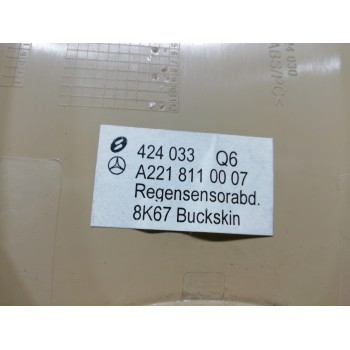 424 033 Q6
A221 811 00 07
Regensensorabd.
8K67 Buckskin